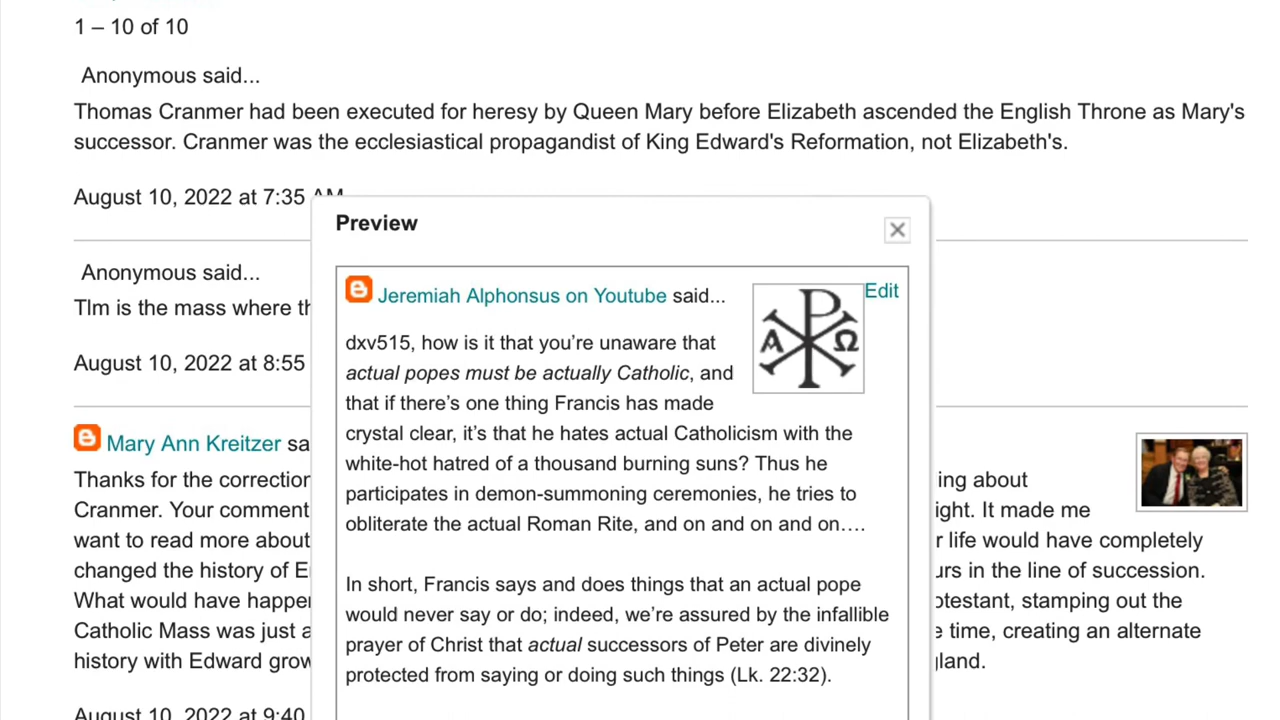 1 – 10 of 10
Anonymous said...
Thomas Cranmer had been executed for heresy by Queen Mary before Elizabeth ascended the English Throne as Mary's
successor. Cranmer was the ecclesiastical propagandist of King Edward's Reformation, not Elizabeth's.
August 10, 2022 at 7:35 AM
Anonymous said...
Tlm is the mass where
August 10, 2022 at 8:55
Mary Ann Kreitzer
Thanks for the correction
about
Cranmer. Your comment
It made me
want to read more about
life would have completely
changed the history of
in the line of succession.
What would have
stamping out the
Catholic Mass was just
time, creating an alternate
history with Edward
August 10, 2022 at 9:40
Preview
Jeremiah Alphonsus on Youtube said...
Edit
Α Ρ Ω
dxv515, how is it that you’re unaware that
actual popes must be actually Catholic, and
that if there’s one thing Francis has made
crystal clear, it’s that he hates actual Catholicism with the
white-hot hatred of a thousand burning suns? Thus he
participates in demon-summoning ceremonies, he tries to
obliterate the actual Roman Rite, and on and on and on….
In short, Francis says and does things that an actual pope
would never say or do; indeed, we’re assured by the infallible
prayer of Christ that actual successors of Peter are divinely
protected from saying or doing such things (Lk. 22:32).